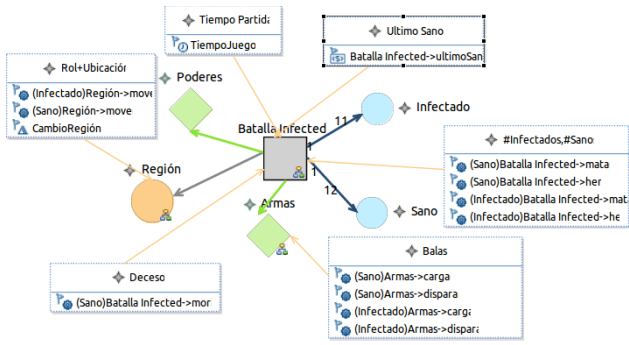 Tiempo Partida
TiempoJuego
Ultimo Sano
Batalla Infected->ultimoSan
Rol+Ubicación
(Infectado)Región->move
(Sano)Región->move
CambioRegión
Poderes
Batalla Infected
11
Infectado
1
1
12
Sano
#Infectados,#Sano
(Sano)Batalla Infected->mata
(Sano)Batalla Infected->her
(Infectado)Batalla Infected->mat
(Infectado)Batalla Infected->he
Región
Armas
Deceso
(Sano)Batalla Infected->mor
Balas
(Sano)Armas->carga
(Sano)Armas->dispara
(Infectado)Armas->carga
(Infectado)Armas->dispara